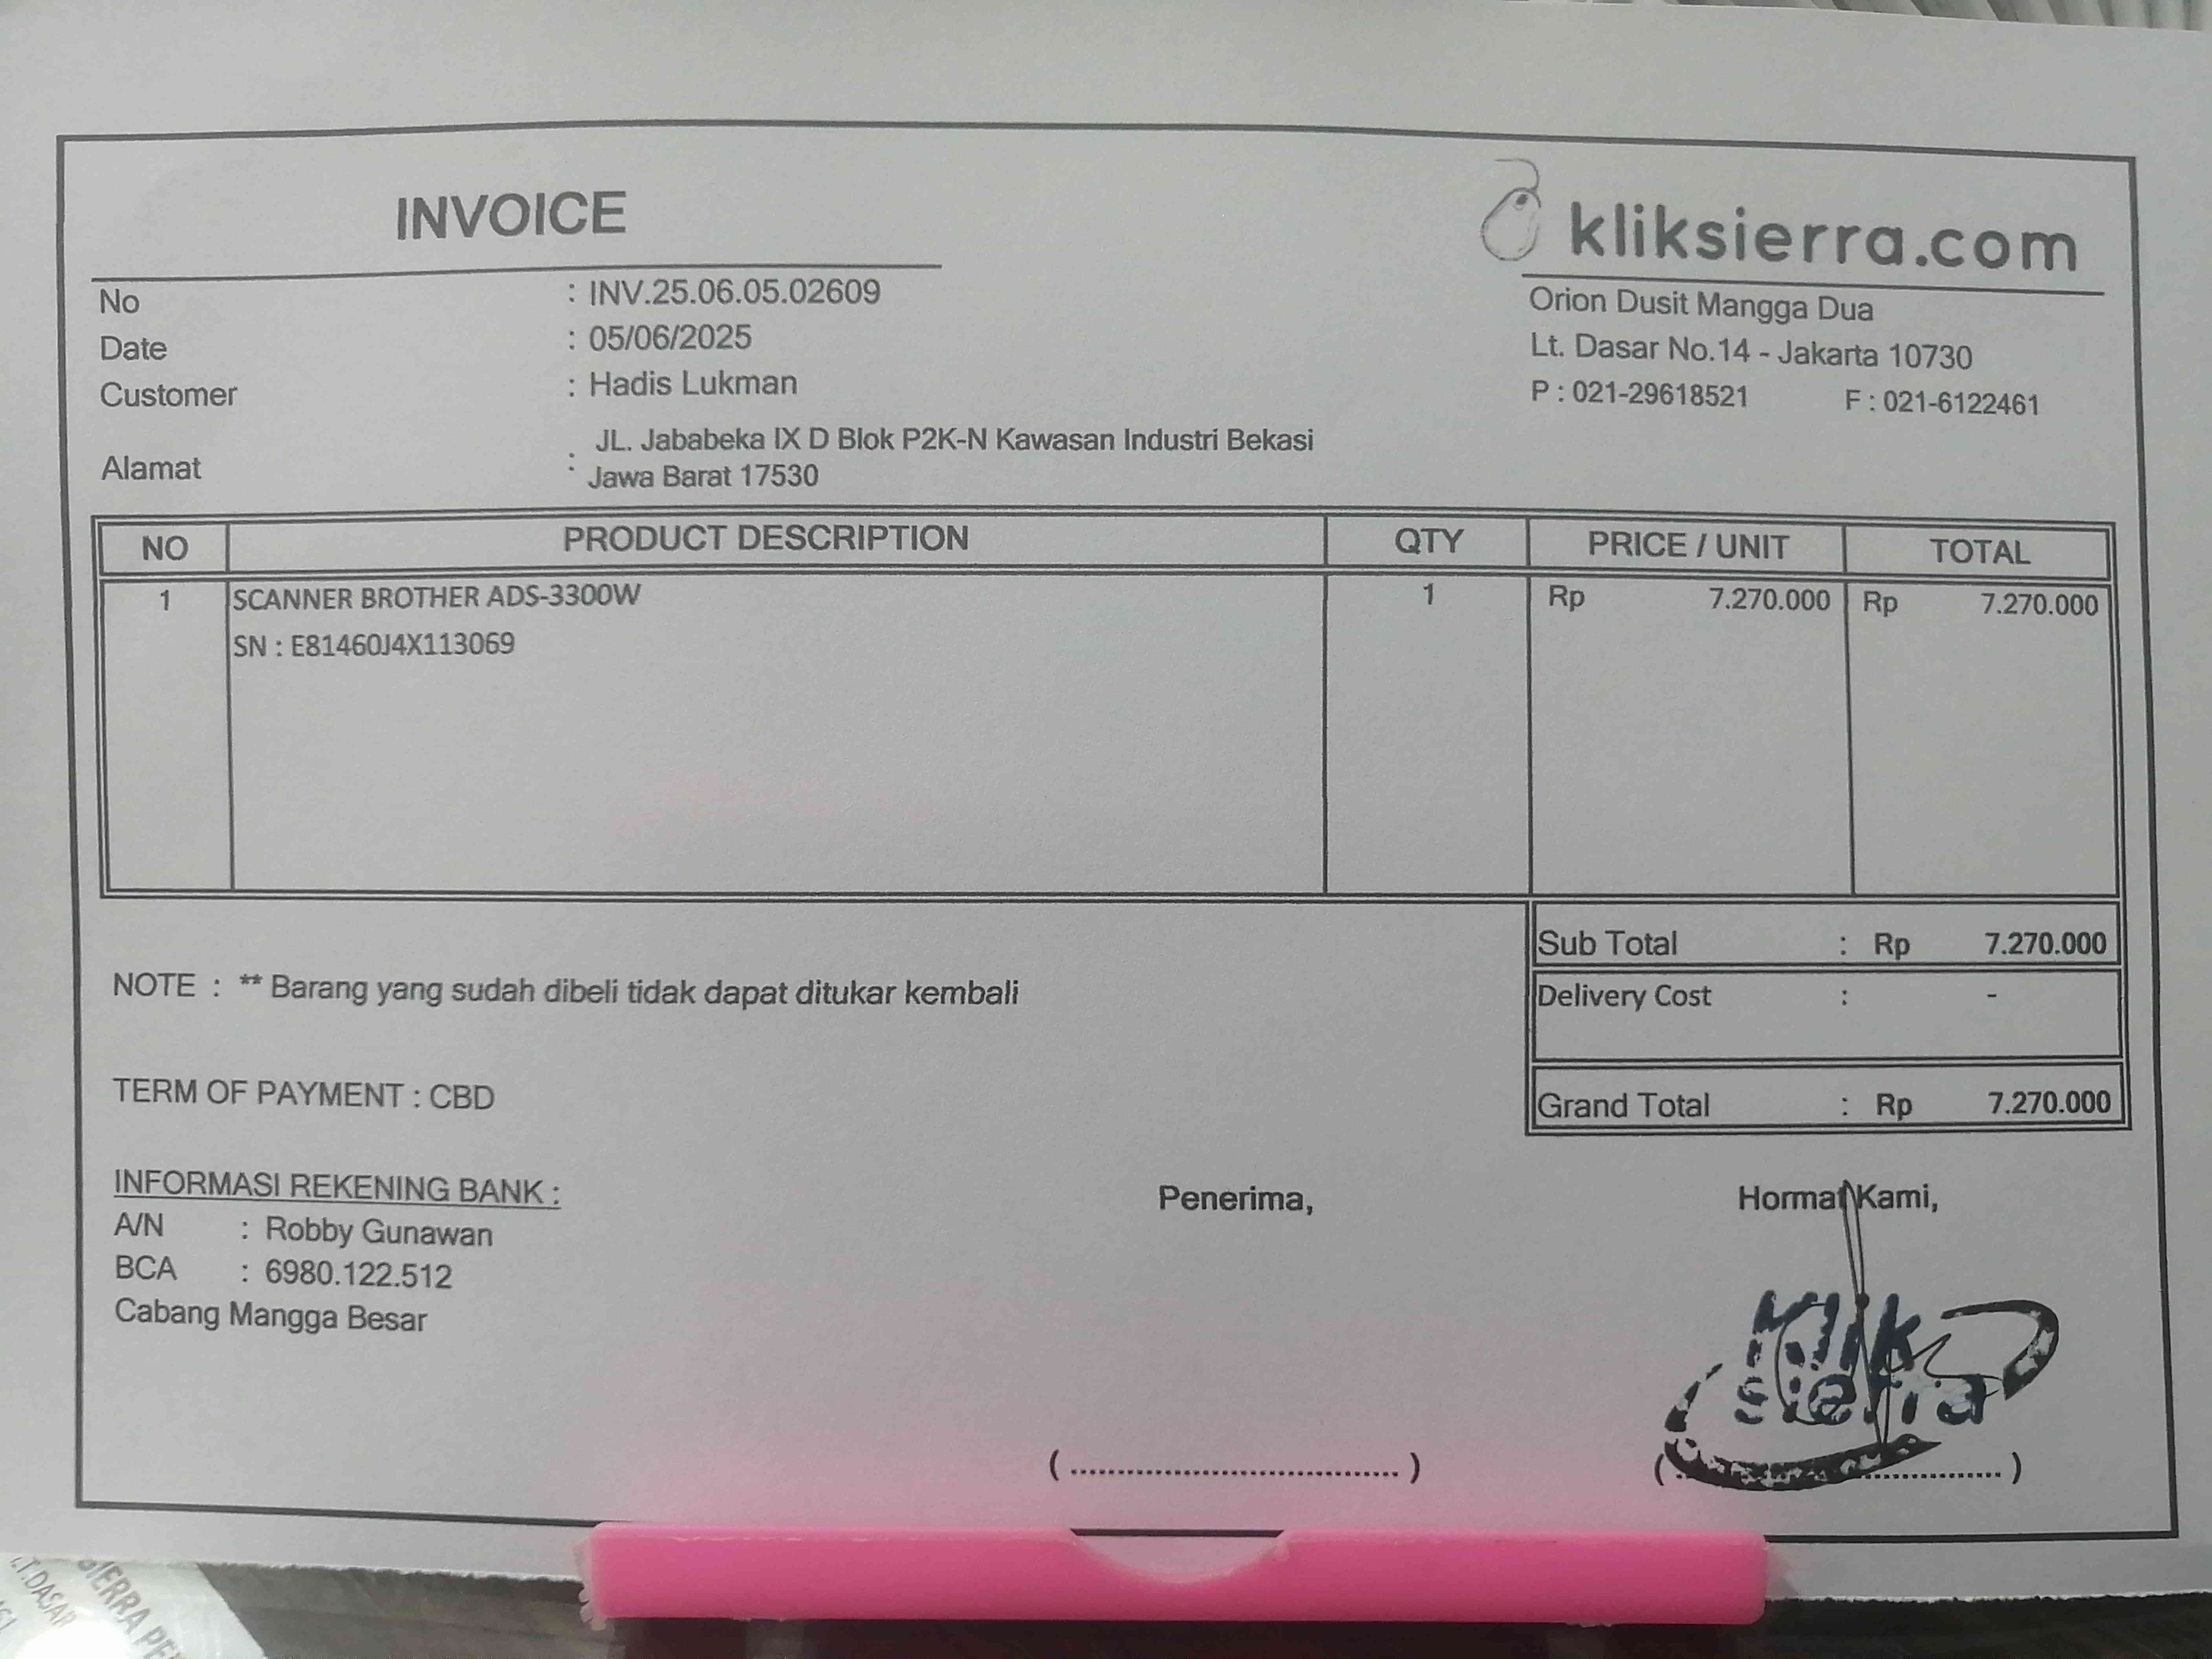 INVOICE
kliksierra.com
No : INV.25.06.05.02609
Date : 05/06/2025
Customer : Hadis Lukman
Alamat : JL. Jababeka IX D Blok P2K-N Kawasan Industri Bekasi
Jawa Barat 17530
Orion Dusit Mangga Dua
Lt. Dasar No.14 - Jakarta 10730
P : 021-29618521 F : 021-6122461
NO PRODUCT DESCRIPTION QTY PRICE / UNIT TOTAL
1 SCANNER BROTHER ADS-3300W 1 Rp 7.270.000 Rp 7.270.000
SN : E81460J4X113069
Sub Total : Rp 7.270.000
NOTE : ** Barang yang sudah dibeli tidak dapat ditukar kembali
Delivery Cost : -
TERM OF PAYMENT : CBD
Grand Total : Rp 7.270.000
INFORMASI REKENING BANK :
A/N : Robby Gunawan
BCA : 6980.122.512
Cabang Mangga Besar
Penerima,
Hormat Kami,
Klik
sierra
( ........................................ )
( ........................................ )
SIERRA
LT.DASAR